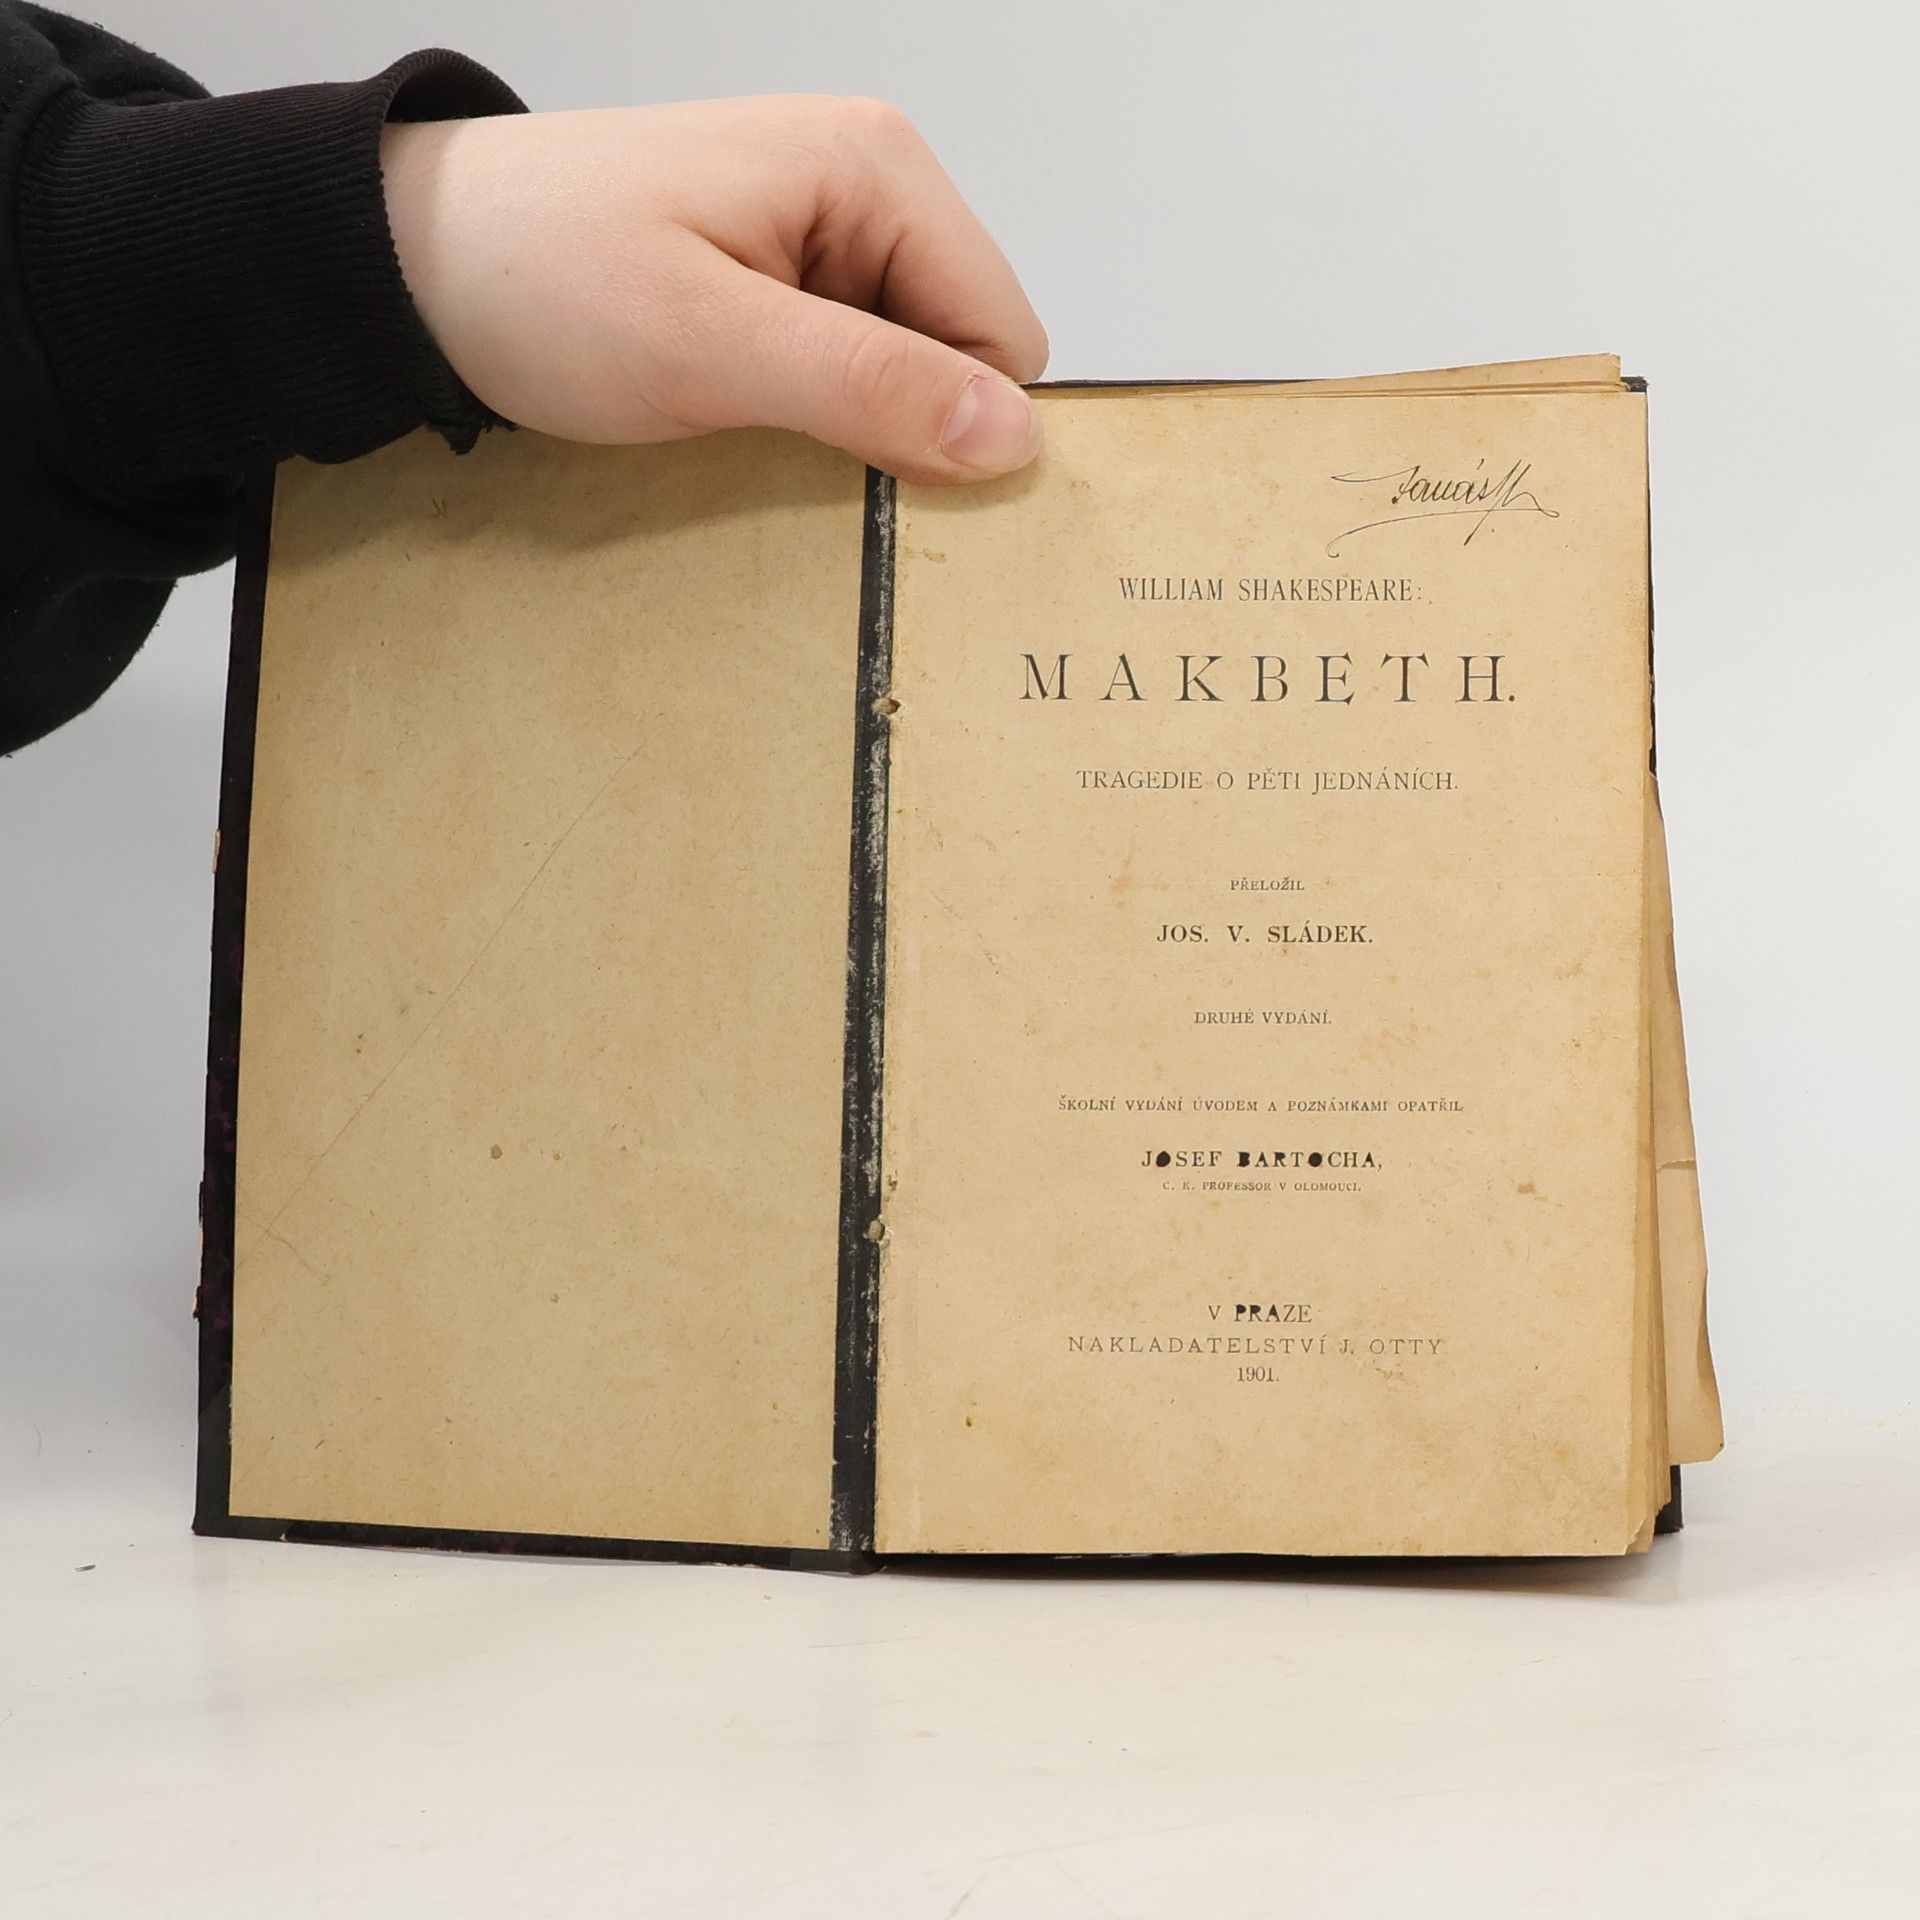 WILLIAM SHAKESPEARE:
MAKBETH.
TRAGEDIE O PĚTI JEDNÁNÍCH.
PŘELOŽIL
JOS. V. SLÁDEK.
DRUHÉ VYDÁNÍ.
ŠKOLNÍ VYDÁNÍ ÚVODEM A POZNÁMKAMI OPATŘIL
JOSEF BARTOCHA,
C. K. PROFESSOR V OLOMOUCI.
V PRAZE
NAKLADATELSTVÍ J. OTTY
1901.